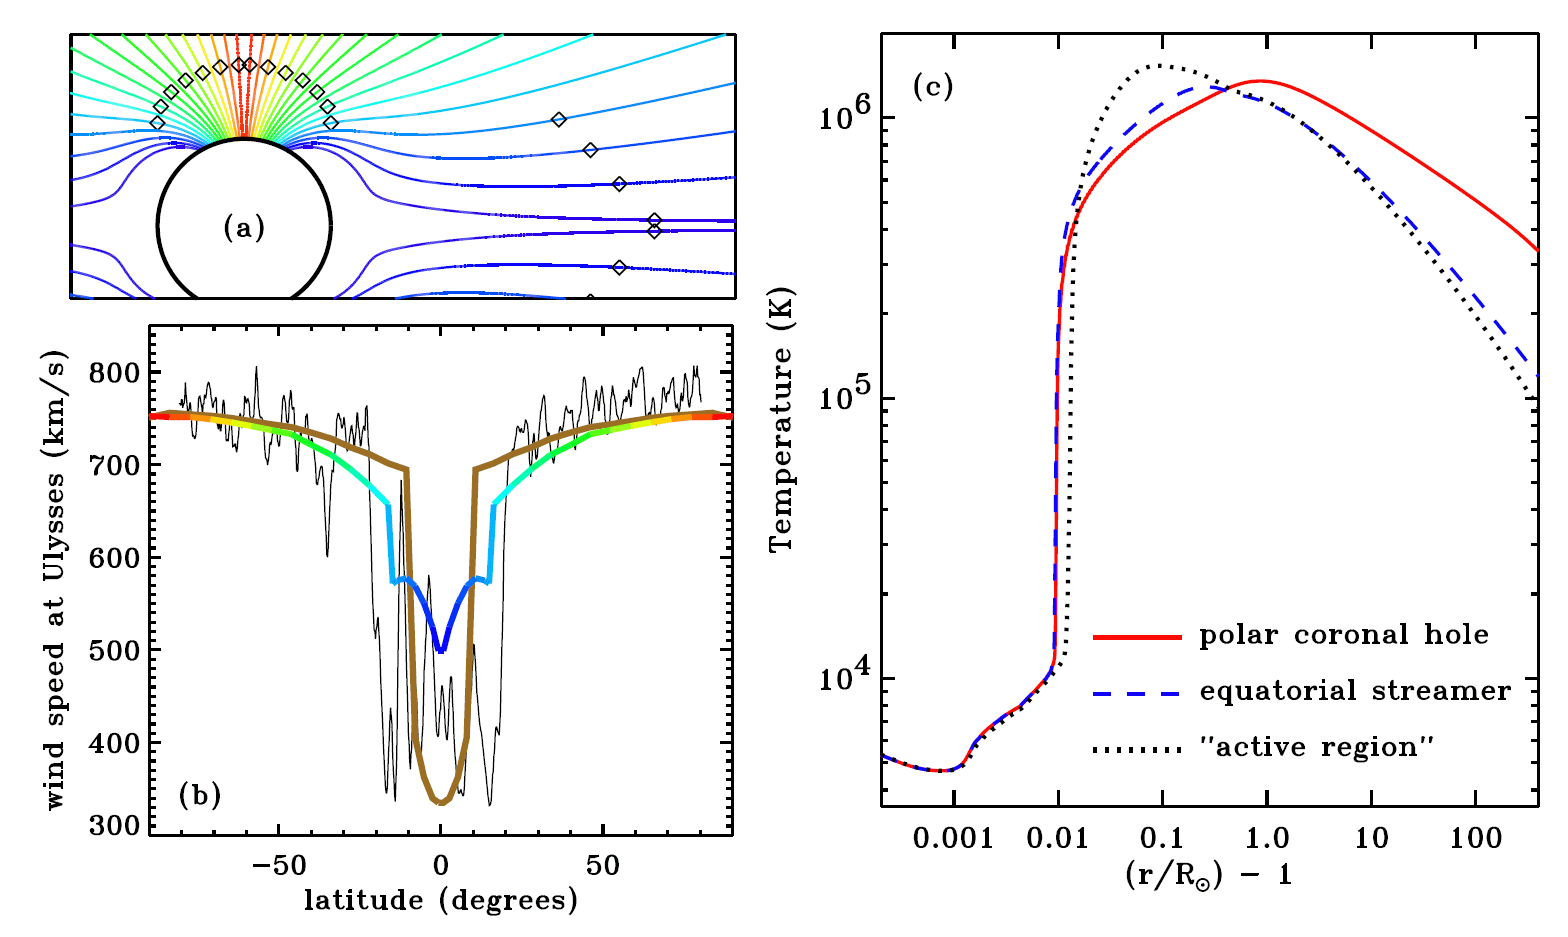 (a)
wind speed at Ulysses (km/s)
800
700
600
500
400
300
(b)
−50
0
50
latitude (degrees)
(c)
Temperature (K)
10⁶
10⁵
10⁴
polar coronal hole
equatorial streamer
"active region"
0.001
0.01
0.1
1.0
10
100
(r/R☉) − 1